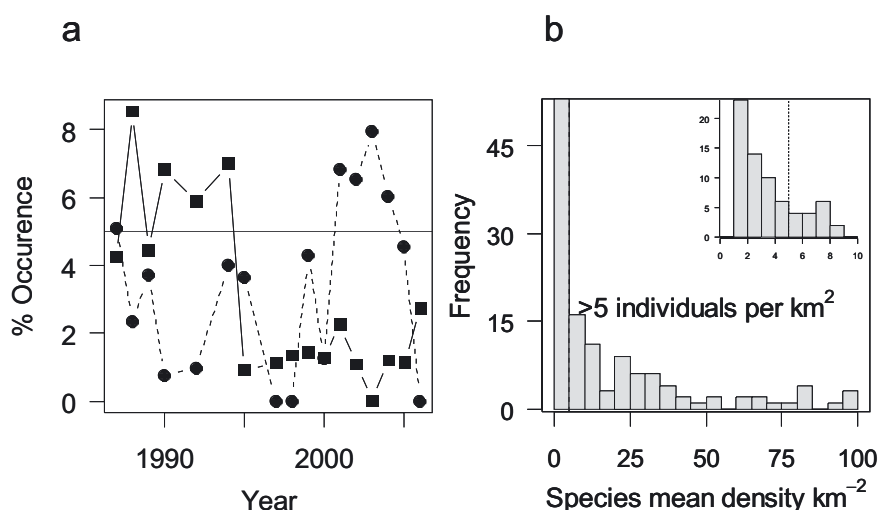 a
b
8
6
4
2
0
% Occurence
1990
2000
Year
45
30
15
0
Frequency
20
15
10
5
0
0 2 4 6 8 10
>5 individuals per km²
0 25 50 75 100
Species mean density km⁻²